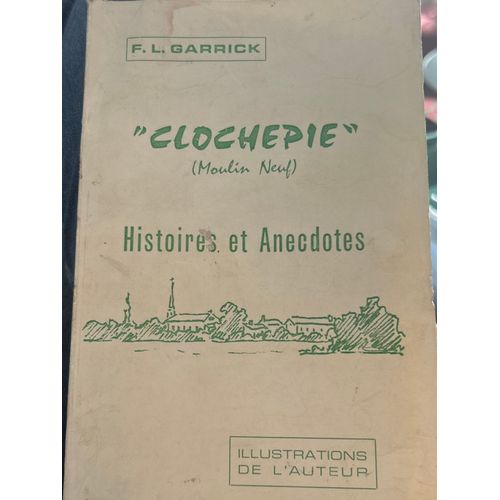 F. L. GARRICK
"CLOCHEPIE"
(Moulin Neuf)
Histoires et Anecdotes
ILLUSTRATIONS
DE L'AUTEUR